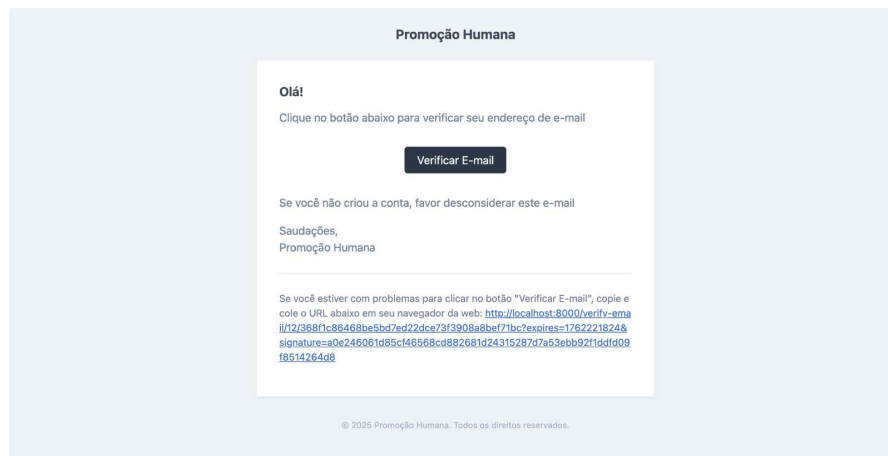 Promoção Humana
Olá!
Clique no botão abaixo para verificar seu endereço de e-mail
Verificar E-mail
Se você não criou a conta, favor desconsiderar este e-mail
Saudações,
Promoção Humana
Se você estiver com problemas para clicar no botão "Verificar E-mail", copie e
cole o URL abaixo em seu navegador da web: http://localhost:8000/verify-ema
il/12/368f1c86468be5bd7ed22dce73f3908a8bef71bc?expires=1762221824&
signature=a0e246061d85cf46568cd882681d24315287d7a53ebb92f1ddfd09
f8514264d8
© 2025 Promoção Humana. Todos os direitos reservados.